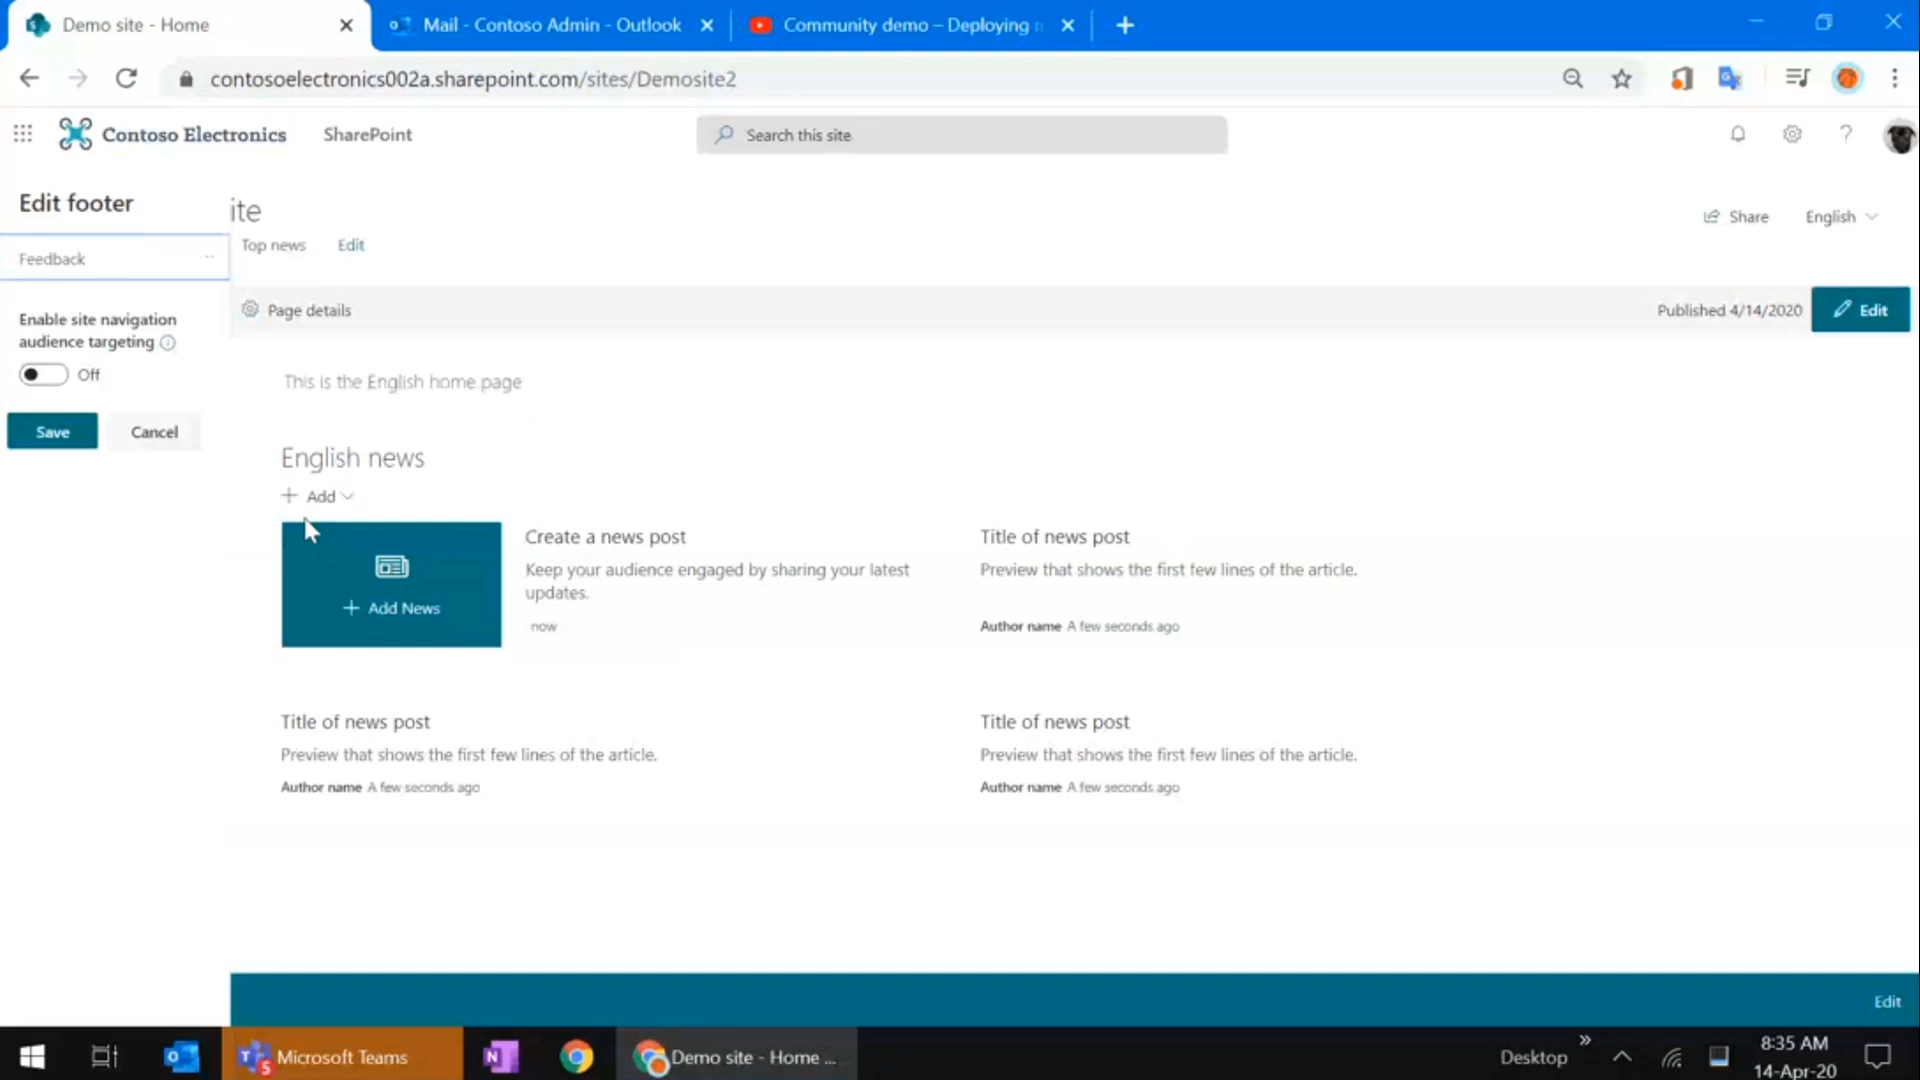 Demo site - Home
Mail - Contoso Admin - Outlook
Community demo – Deploying
contosoelectronics002a.sharepoint.com/sites/Demosite2
Contoso Electronics
SharePoint
Search this site
Edit footer
ite
Share
English
Top news
Edit
Feedback
Page details
Published 4/14/2020
Edit
Enable site navigation
audience targeting
Off
Save
Cancel
This is the English home page
English news
+ Add
+ Add News
Create a news post
Keep your audience engaged by sharing your latest
updates.
now
Title of news post
Preview that shows the first few lines of the article.
Author name A few seconds ago
Title of news post
Preview that shows the first few lines of the article.
Author name A few seconds ago
Title of news post
Preview that shows the first few lines of the article.
Author name A few seconds ago
Edit
Microsoft Teams
Demo site - Home ...
Desktop
8:35 AM
14-Apr-20